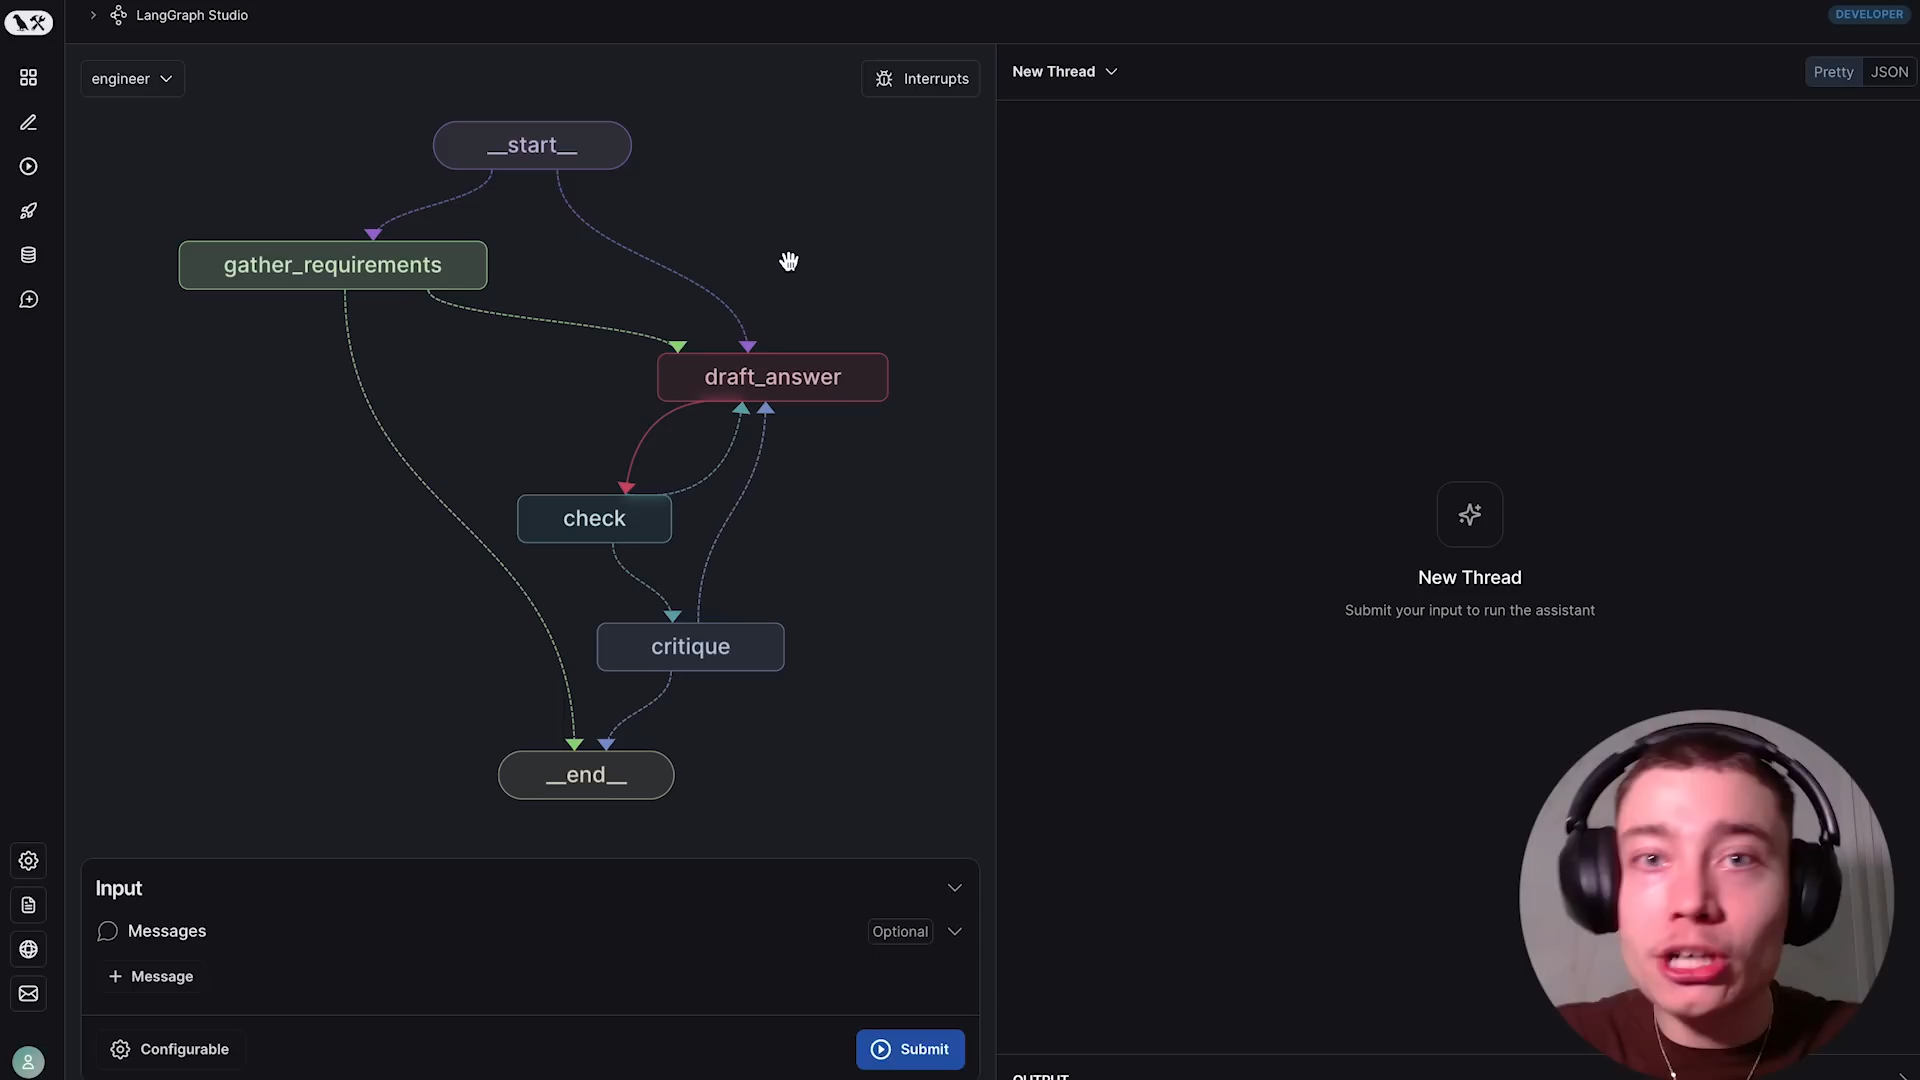 LangGraph Studio
DEVELOPER
engineer
Interrupts
New Thread
Pretty
JSON
__start__
gather_requirements
draft_answer
check
critique
__end__
New Thread
Submit your input to run the assistant
Input
Messages
Optional
+ Message
Configurable
Submit
OUTPUT